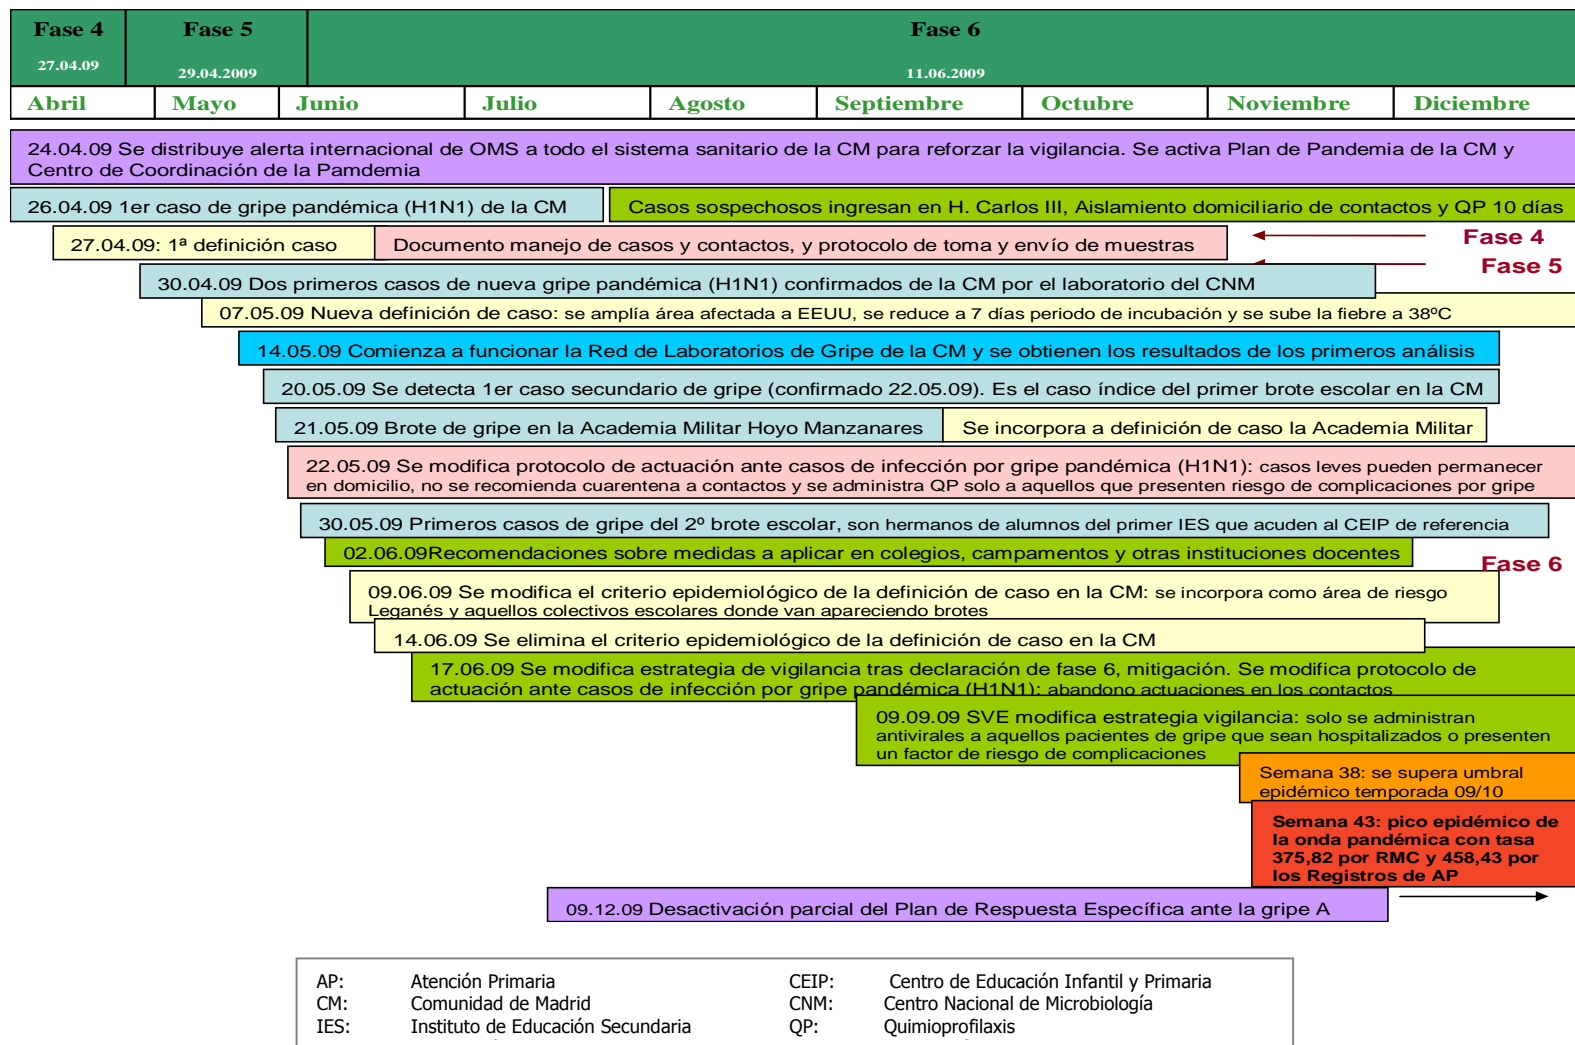 Fase 4
Fase 5
Fase 6
27.04.09
29.04.2009
11.06.2009
Abril
Mayo
Junio
Julio
Agosto
Septiembre
Octubre
Noviembre
Diciembre
24.04.09 Se distribuye alerta internacional de OMS a todo el sistema sanitario de la CM para reforzar la vigilancia. Se activa Plan de Pandemia de la CM y
Centro de Coordinación de la Pamdemia
26.04.09 1er caso de gripe pandémica (H1N1) de la CM
Casos sospechosos ingresan en H. Carlos III, Aislamiento domiciliario de contactos y QP 10 días
27.04.09: 1ª definición caso
Documento manejo de casos y contactos, y protocolo de toma y envío de muestras
Fase 4
Fase 5
30.04.09 Dos primeros casos de nueva gripe pandémica (H1N1) confirmados de la CM por el laboratorio del CNM
07.05.09 Nueva definición de caso: se amplía área afectada a EEUU, se reduce a 7 días periodo de incubación y se sube la fiebre a 38ºC
14.05.09 Comienza a funcionar la Red de Laboratorios de Gripe de la CM y se obtienen los resultados de los primeros análisis
20.05.09 Se detecta 1er caso secundario de gripe (confirmado 22.05.09). Es el caso índice del primer brote escolar en la CM
21.05.09 Brote de gripe en la Academia Militar Hoyo Manzanares
Se incorpora a definición de caso la Academia Militar
22.05.09 Se modifica protocolo de actuación ante casos de infección por gripe pandémica (H1N1): casos leves pueden permanecer
en domicilio, no se recomienda cuarentena a contactos y se administra QP solo a aquellos que presenten riesgo de complicaciones por gripe
30.05.09 Primeros casos de gripe del 2º brote escolar, son hermanos de alumnos del primer IES que acuden al CEIP de referencia
02.06.09Recomendaciones sobre medidas a aplicar en colegios, campamentos y otras instituciones docentes
Fase 6
09.06.09 Se modifica el criterio epidemiológico de la definición de caso en la CM: se incorpora como área de riesgo
Leganés y aquellos colectivos escolares donde van apareciendo brotes
14.06.09 Se elimina el criterio epidemiológico de la definición de caso en la CM
17.06.09 Se modifica estrategia de vigilancia tras declaración de fase 6, mitigación. Se modifica protocolo de
actuación ante casos de infección por gripe pandémica (H1N1): abandono actuaciones en los contactos
09.09.09 SVE modifica estrategia vigilancia: solo se administran
antivirales a aquellos pacientes de gripe que sean hospitalizados o presenten
un factor de riesgo de complicaciones
Semana 38: se supera umbral
epidémico temporada 09/10
Semana 43: pico epidémico de
la onda pandémica con tasa
375,82 por RMC y 458,43 por
los Registros de AP
09.12.09 Desactivación parcial del Plan de Respuesta Específica ante la gripe A
AP: Atención Primaria CEIP: Centro de Educación Infantil y Primaria
CM: Comunidad de Madrid CNM: Centro Nacional de Microbiología
IES: Instituto de Educación Secundaria QP: Quimioprofilaxis